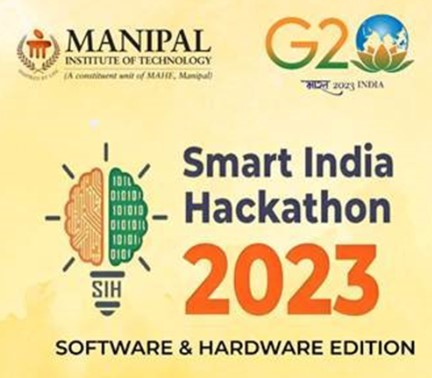 MANIPAL
INSTITUTE OF TECHNOLOGY
(A constituent unit of MAHE, Manipal)
G20
भारत 2023 INDIA
Smart India
Hackathon
2023
SIH
SOFTWARE & HARDWARE EDITION